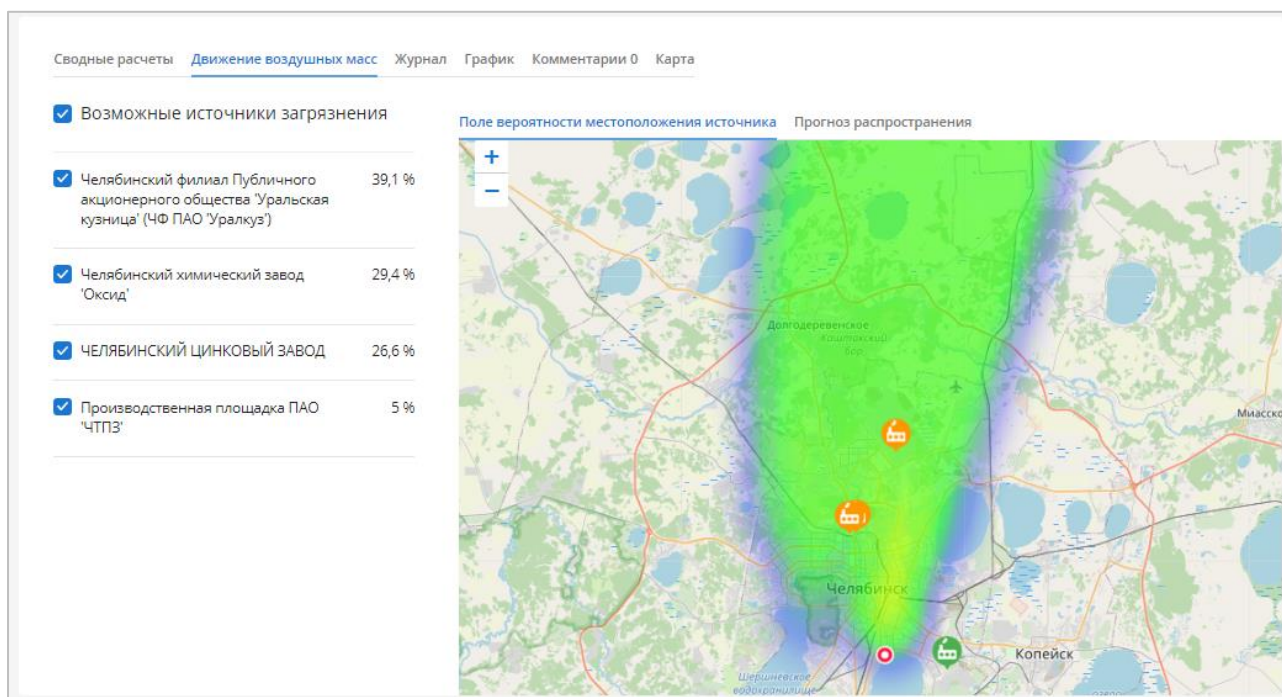 Сводные расчеты Движение воздушных масс Журнал График Комментарии 0 Карта
Возможные источники загрязнения
Челябинский филиал Публичного 39,1 %
акционерного общества 'Уральская
кузница' (ЧФ ПАО 'Уралкуз')
Челябинский химический завод 29,4 %
'Оксид'
ЧЕЛЯБИНСКИЙ ЦИНКОВЫЙ ЗАВОД 26,6 %
Производственная площадка ПАО 5 %
'ЧТПЗ'
Поле вероятности местоположения источника Прогноз распространения
+
−
Долгодеревенское
Каштакский
бор
Миасско
Челябинск
Копейск
Шершнёвское
водохранилище
озеро